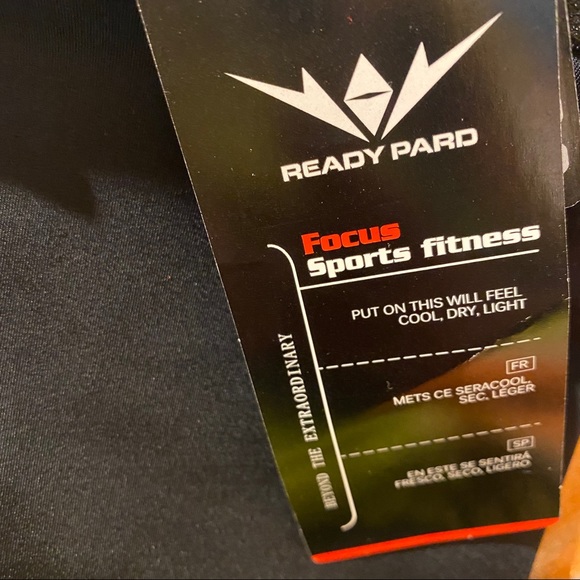 READY PARD
Focus
Sports fitness
PUT ON THIS WILL FEEL
COOL, DRY, LIGHT
FR
METS CE SERACOOL,
SEC, LÉGER
SP
EN ESTE SE SENTIRÁ
FRESCO, SECO, LIGERO
BEYOND THE EXTRAORDINARY